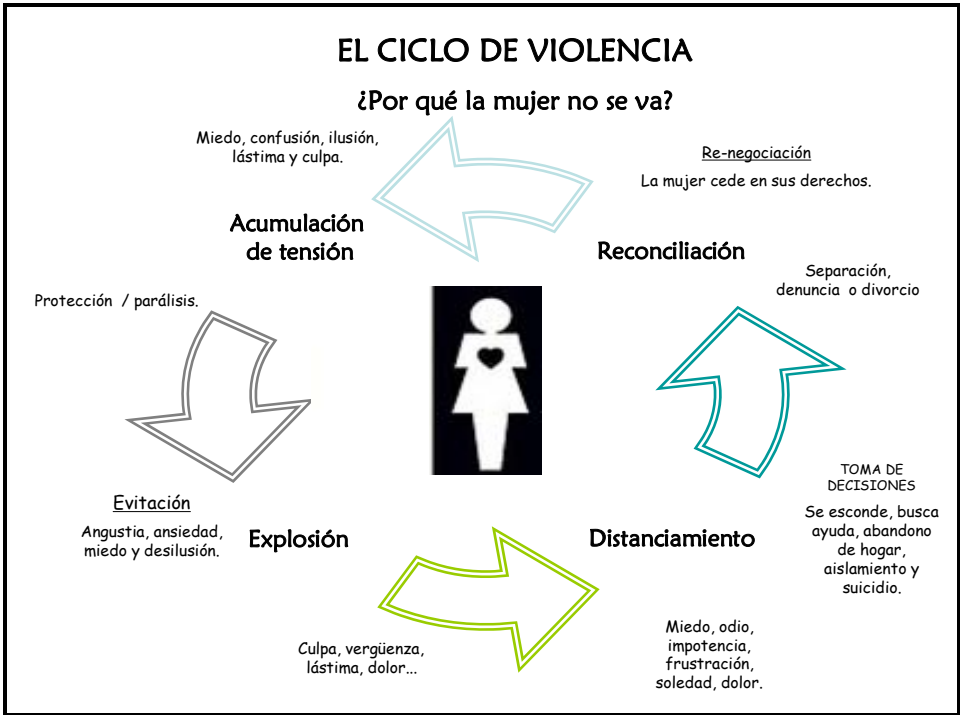 EL CICLO DE VIOLENCIA
¿Por qué la mujer no se va?
Miedo, confusión, ilusión,
lástima y culpa.
Re-negociación
La mujer cede en sus derechos.
Acumulación
de tensión
Reconciliación
Separación,
denuncia o divorcio
Protección / parálisis.
TOMA DE
DECISIONES
Se esconde, busca
ayuda, abandono
de hogar,
aislamiento y
suicidio.
Evitación
Angustia, ansiedad,
miedo y desilusión.
Explosión
Distanciamiento
Culpa, vergüenza,
lástima, dolor...
Miedo, odio,
impotencia,
frustración,
soledad, dolor.